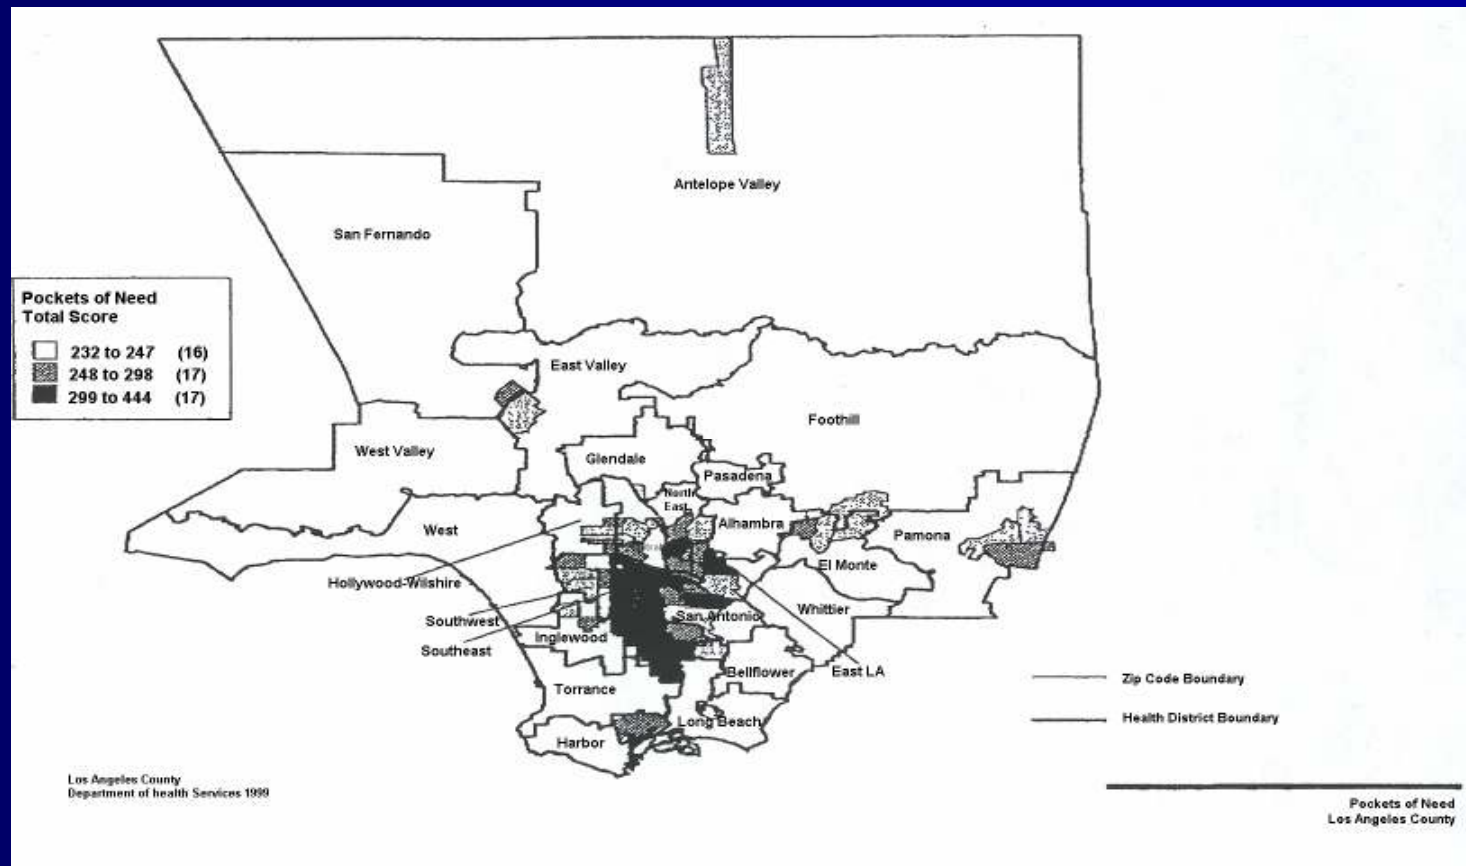 Antelope Valley
San Fernando
Pockets of Need
Total Score
232 to 247 (16)
248 to 298 (17)
299 to 444 (17)
East Valley
Foothill
West Valley
Glendale
Pasadena
North
East
West
Alhambra
Pamona
El Monte
Hollywood-Wilshire
Whittier
Southwest
San Antonio
Inglewood
Southeast
Bellflower
East LA
Zip Code Boundary
Torrance
Long Beach
Health District Boundary
Harbor
Los Angeles County
Department of health Services 1999
Pockets of Need
Los Angeles County